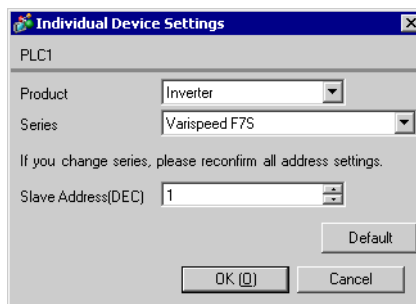 Individual Device Settings
PLC1
Product Inverter
Series Varispeed F7S
If you change series, please reconfirm all address settings.
Slave Address(DEC) 1
Default
OK (O) Cancel